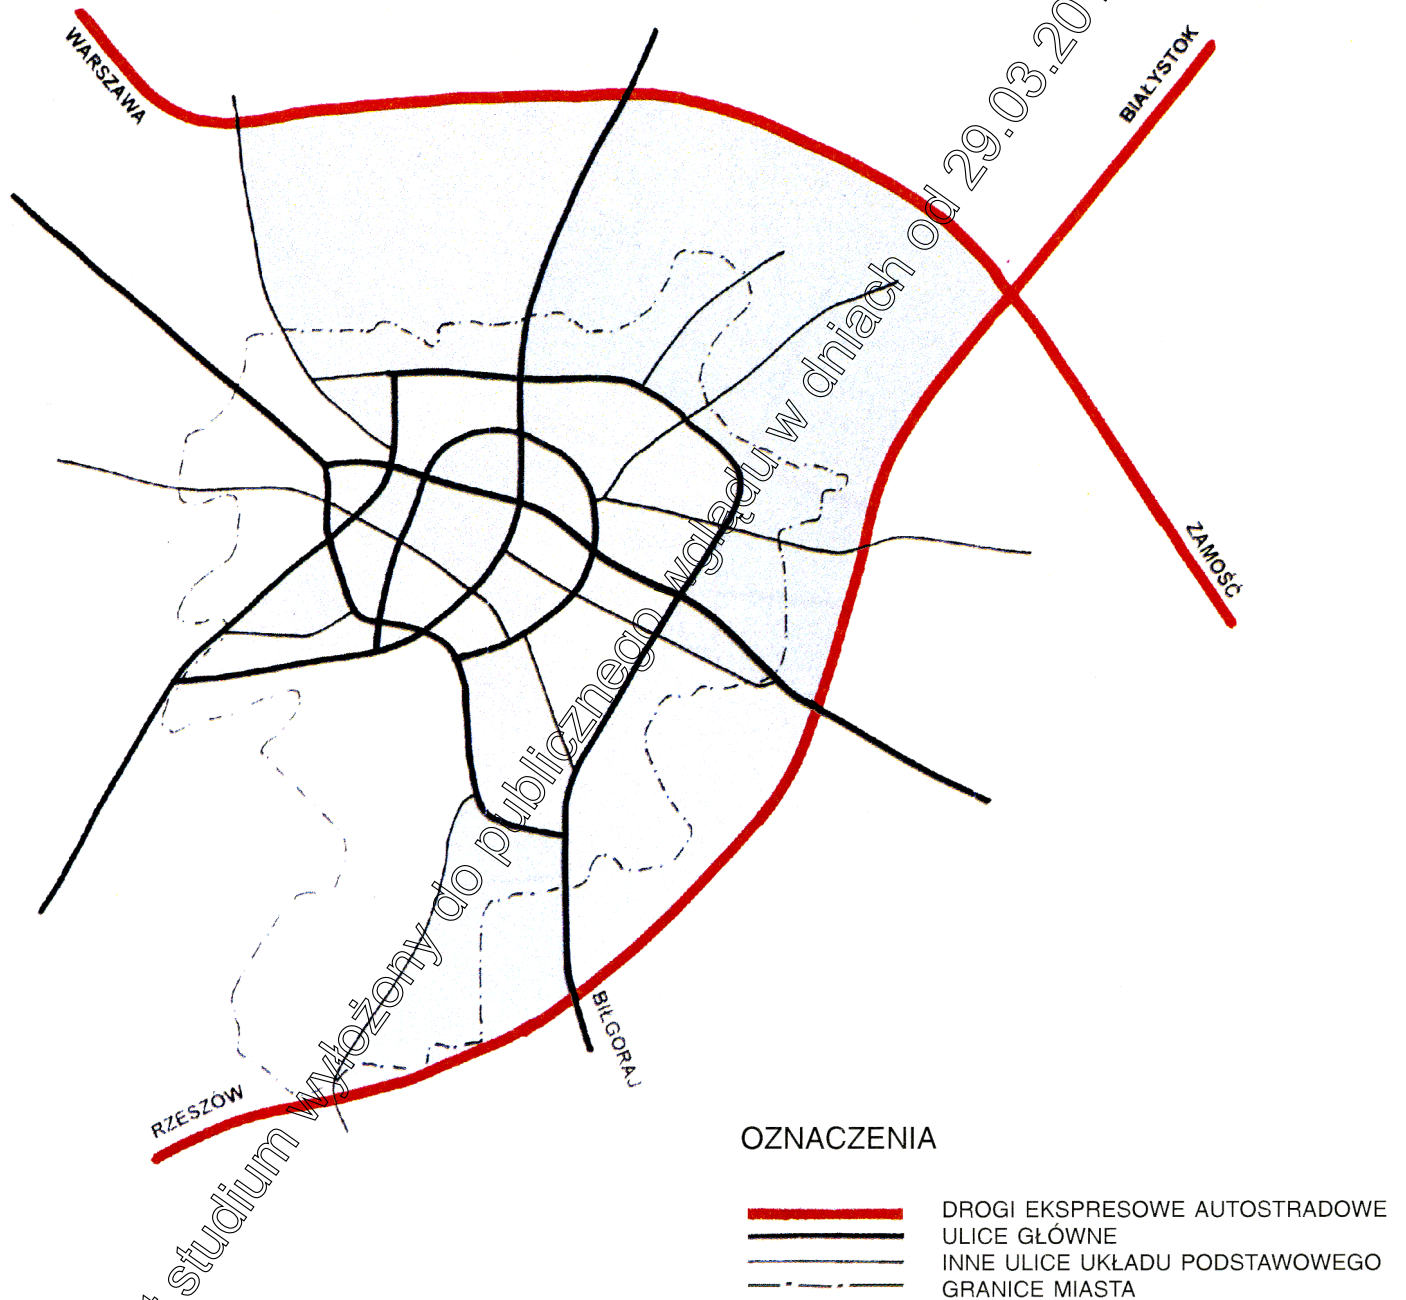 WARSZAWA
BIAŁYSTOK
ZAMOŚĆ
BIŁGORAJ
RZESZÓW
studium wyłożony do publicznego wglądu w dniach od 29.03.20
OZNACZENIA
DROGI EKSPRESOWE AUTOSTRADOWE
ULICE GŁÓWNE
INNE ULICE UKŁADU PODSTAWOWEGO
GRANICE MIASTA